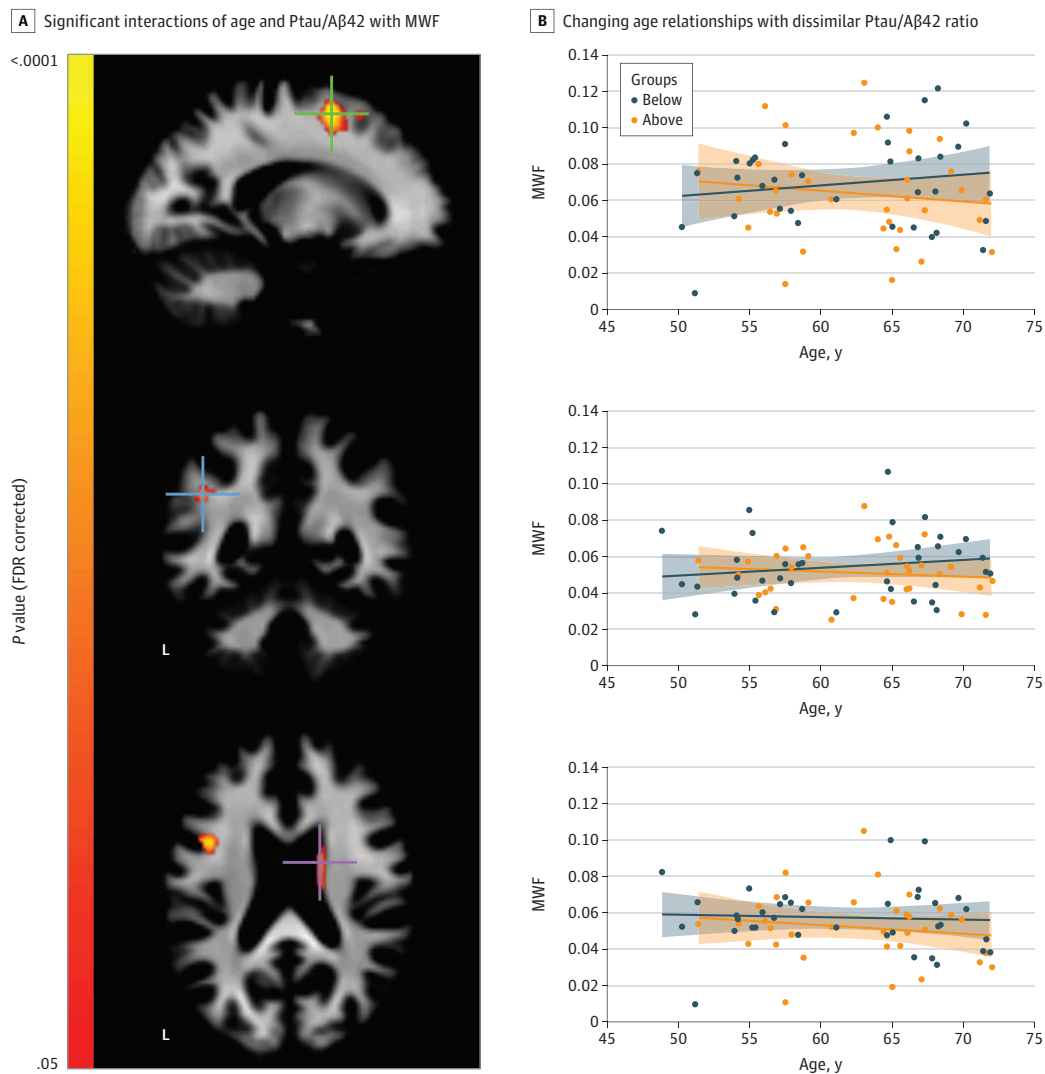 A Significant interactions of age and Ptau/Aβ42 with MWF
<.0001
P value (FDR corrected)
.05
L
L
B Changing age relationships with dissimilar Ptau/Aβ42 ratio
0.14
0.12
0.10
0.08
0.06
0.04
0.02
0
MWF
Groups
Below
Above
45 50 55 60 65 70 75
Age, y
0.14
0.12
0.10
0.08
0.06
0.04
0.02
0
MWF
45 50 55 60 65 70 75
Age, y
0.14
0.12
0.10
0.08
0.06
0.04
0.02
0
MWF
45 50 55 60 65 70 75
Age, y